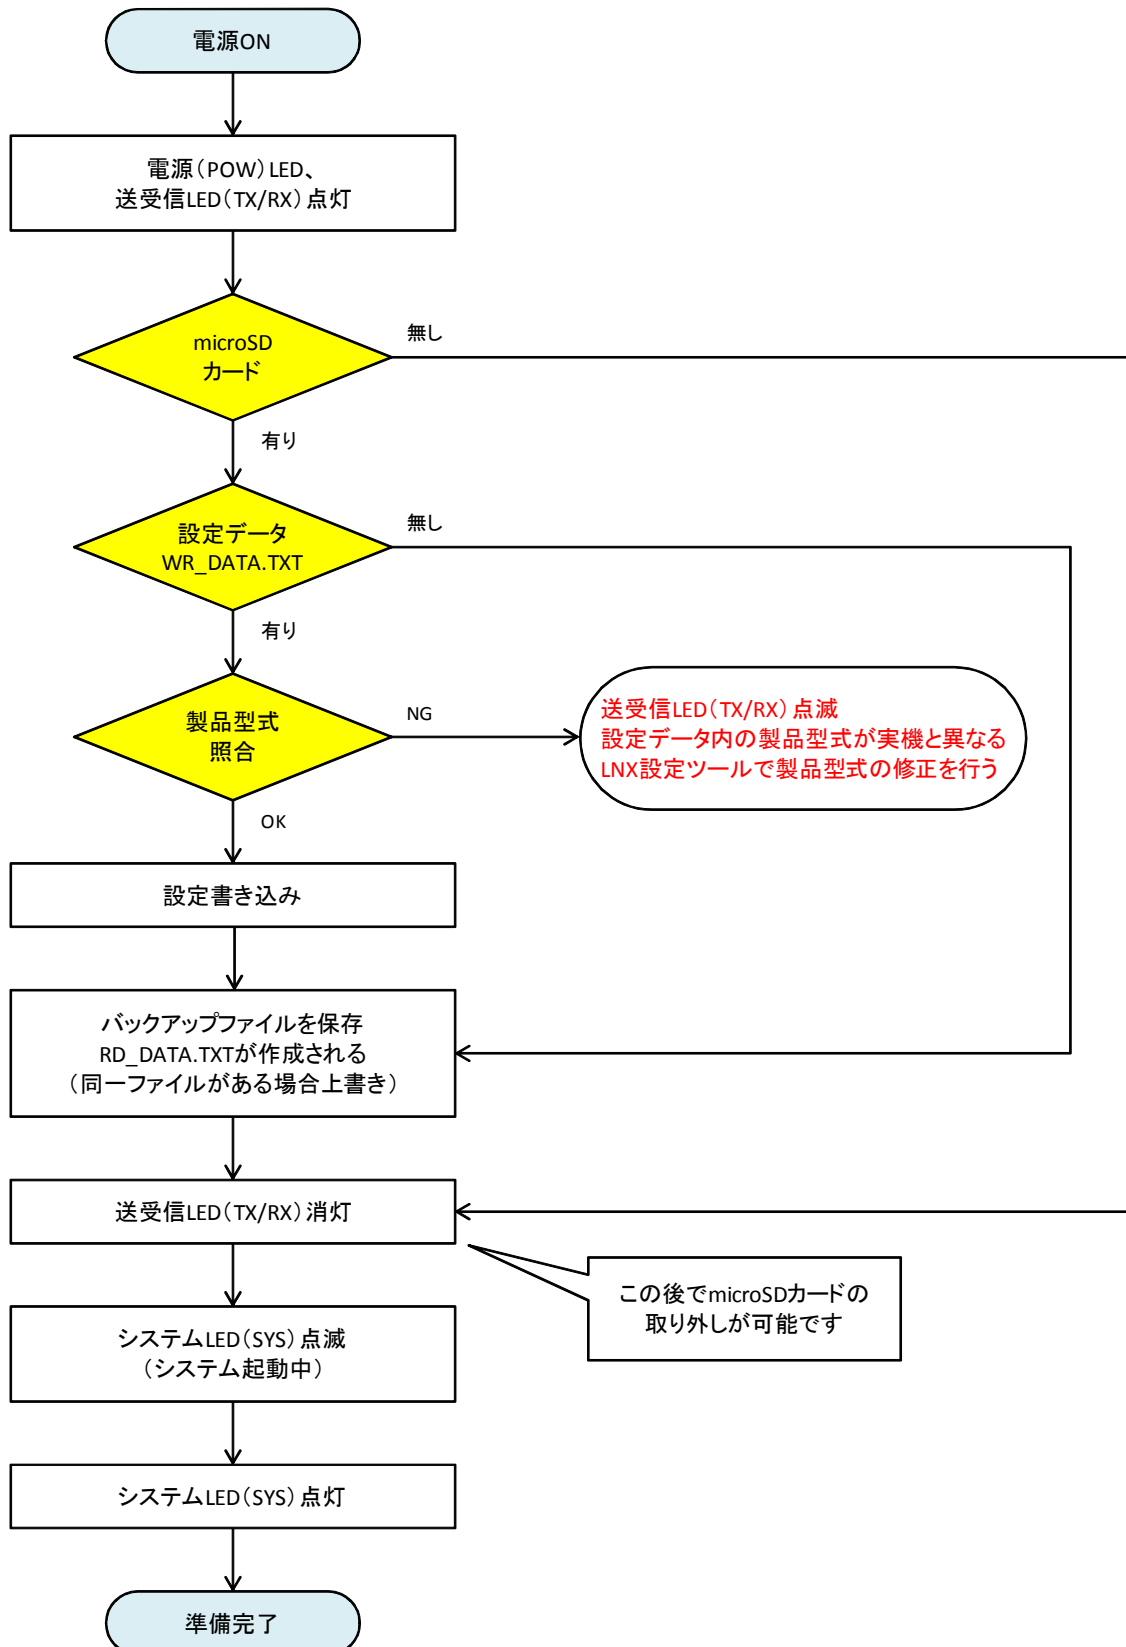 電源ON
電源(POW)LED、
送受信LED(TX/RX)点灯
microSD
カード
無し
有り
設定データ
WR_DATA.TXT
無し
有り
製品型式
照合
NG
送受信LED(TX/RX)点滅
設定データ内の製品型式が実機と異なる
LNX設定ツールで製品型式の修正を行う
OK
設定書き込み
バックアップファイルを保存
RD_DATA.TXTが作成される
(同一ファイルがある場合上書き)
送受信LED(TX/RX)消灯
この後でmicroSDカードの
取り外しが可能です
システムLED(SYS)点滅
(システム起動中)
システムLED(SYS)点灯
準備完了